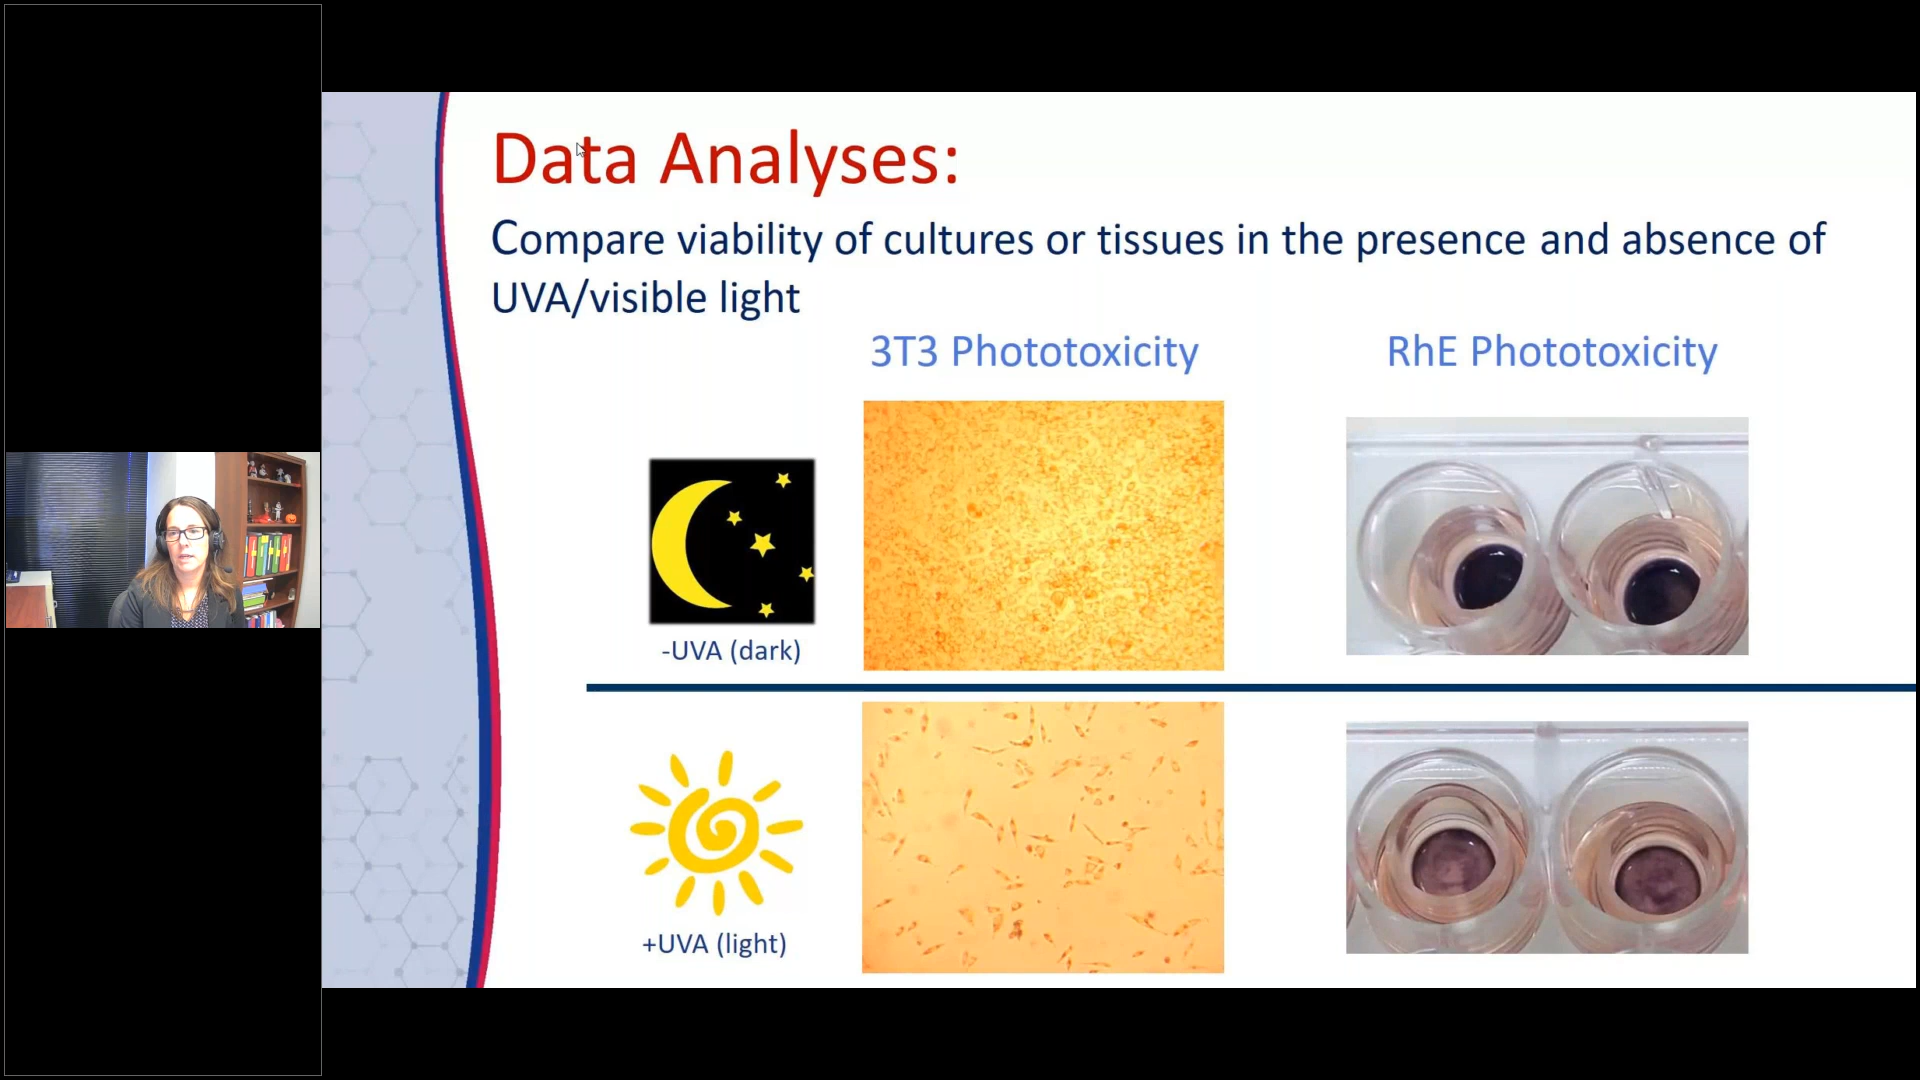 Data Analyses:
Compare viability of cultures or tissues in the presence and absence of
UVA/visible light
3T3 Phototoxicity
RhE Phototoxicity
-UVA (dark)
+UVA (light)